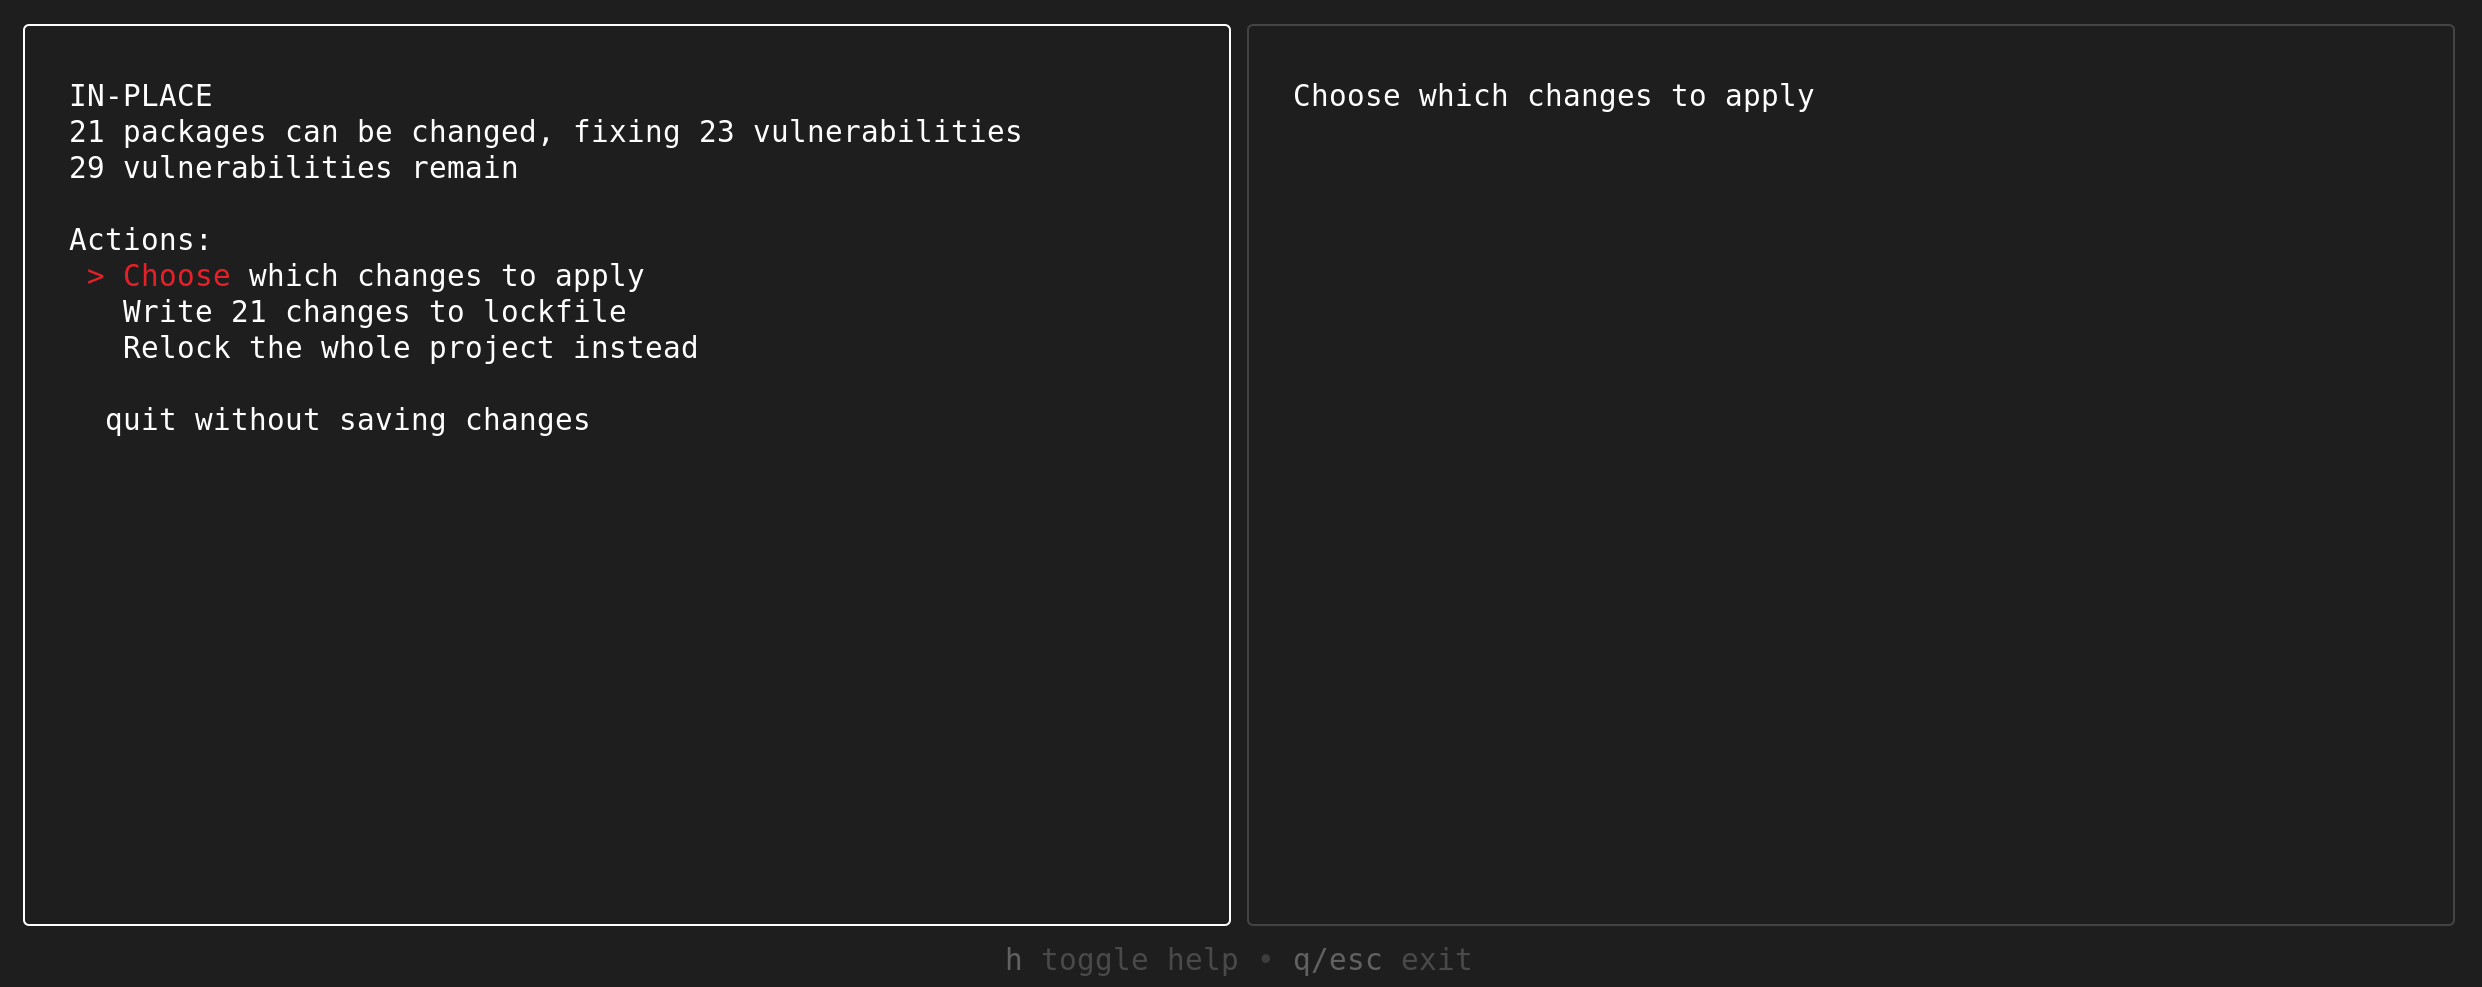 IN-PLACE
21 packages can be changed, fixing 23 vulnerabilities
29 vulnerabilities remain
Actions:
> Choose which changes to apply
Write 21 changes to lockfile
Relock the whole project instead
quit without saving changes
Choose which changes to apply
h toggle help • q/esc exit